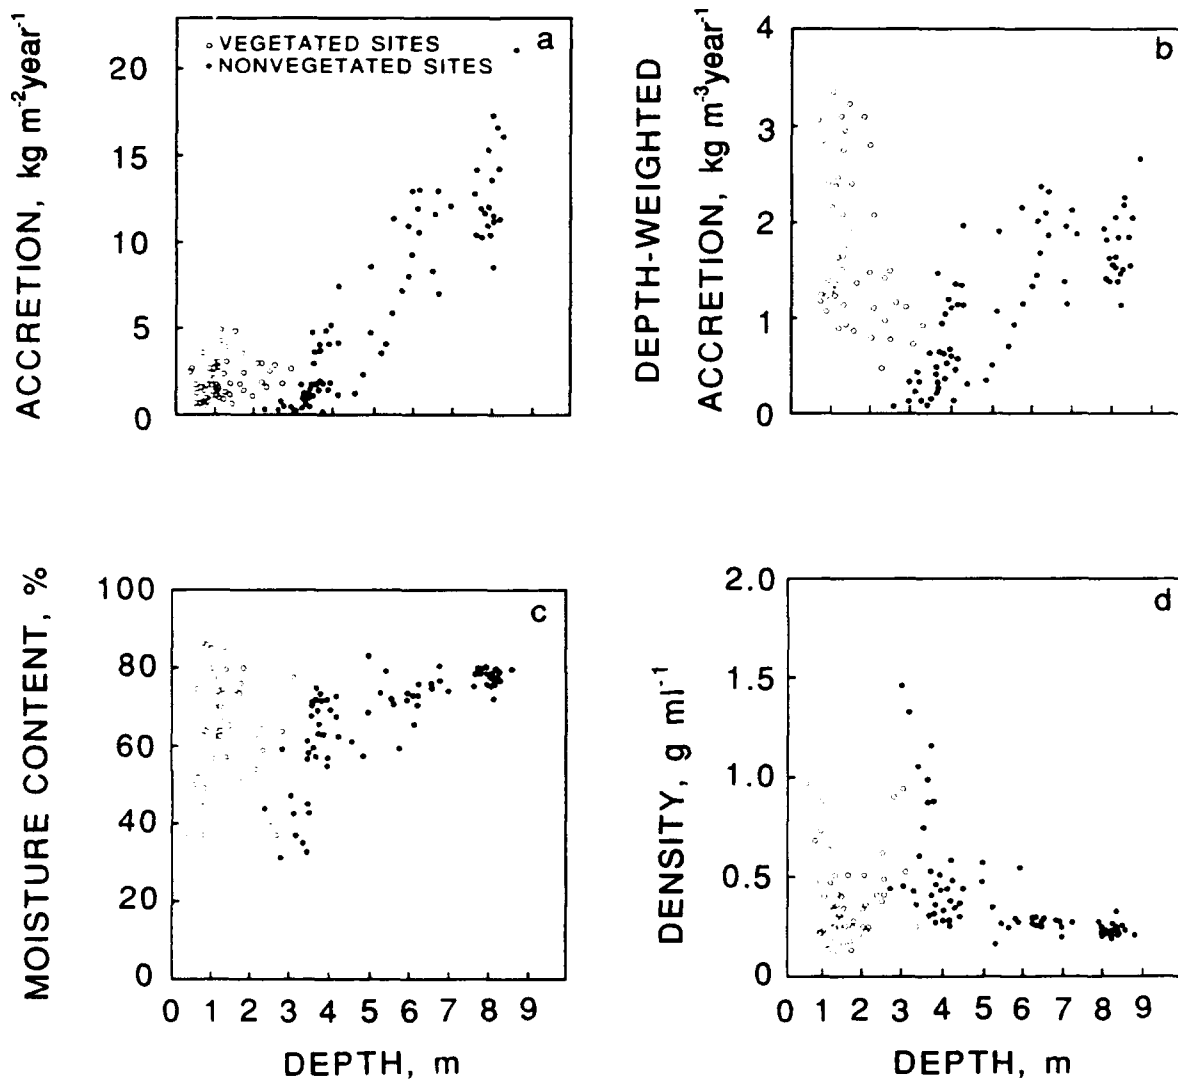 ACCRETION, kg m⁻²year⁻¹
20
15
10
5
0
○ VEGETATED SITES
• NONVEGETATED SITES
a
DEPTH-WEIGHTED
ACCRETION, kg m⁻³year⁻¹
4
3
2
1
0
b
MOISTURE CONTENT, %
100
80
60
40
20
0
c
0 1 2 3 4 5 6 7 8 9
DEPTH, m
DENSITY, g ml⁻¹
2.0
1.5
1.0
0.5
0
d
0 1 2 3 4 5 6 7 8 9
DEPTH, m